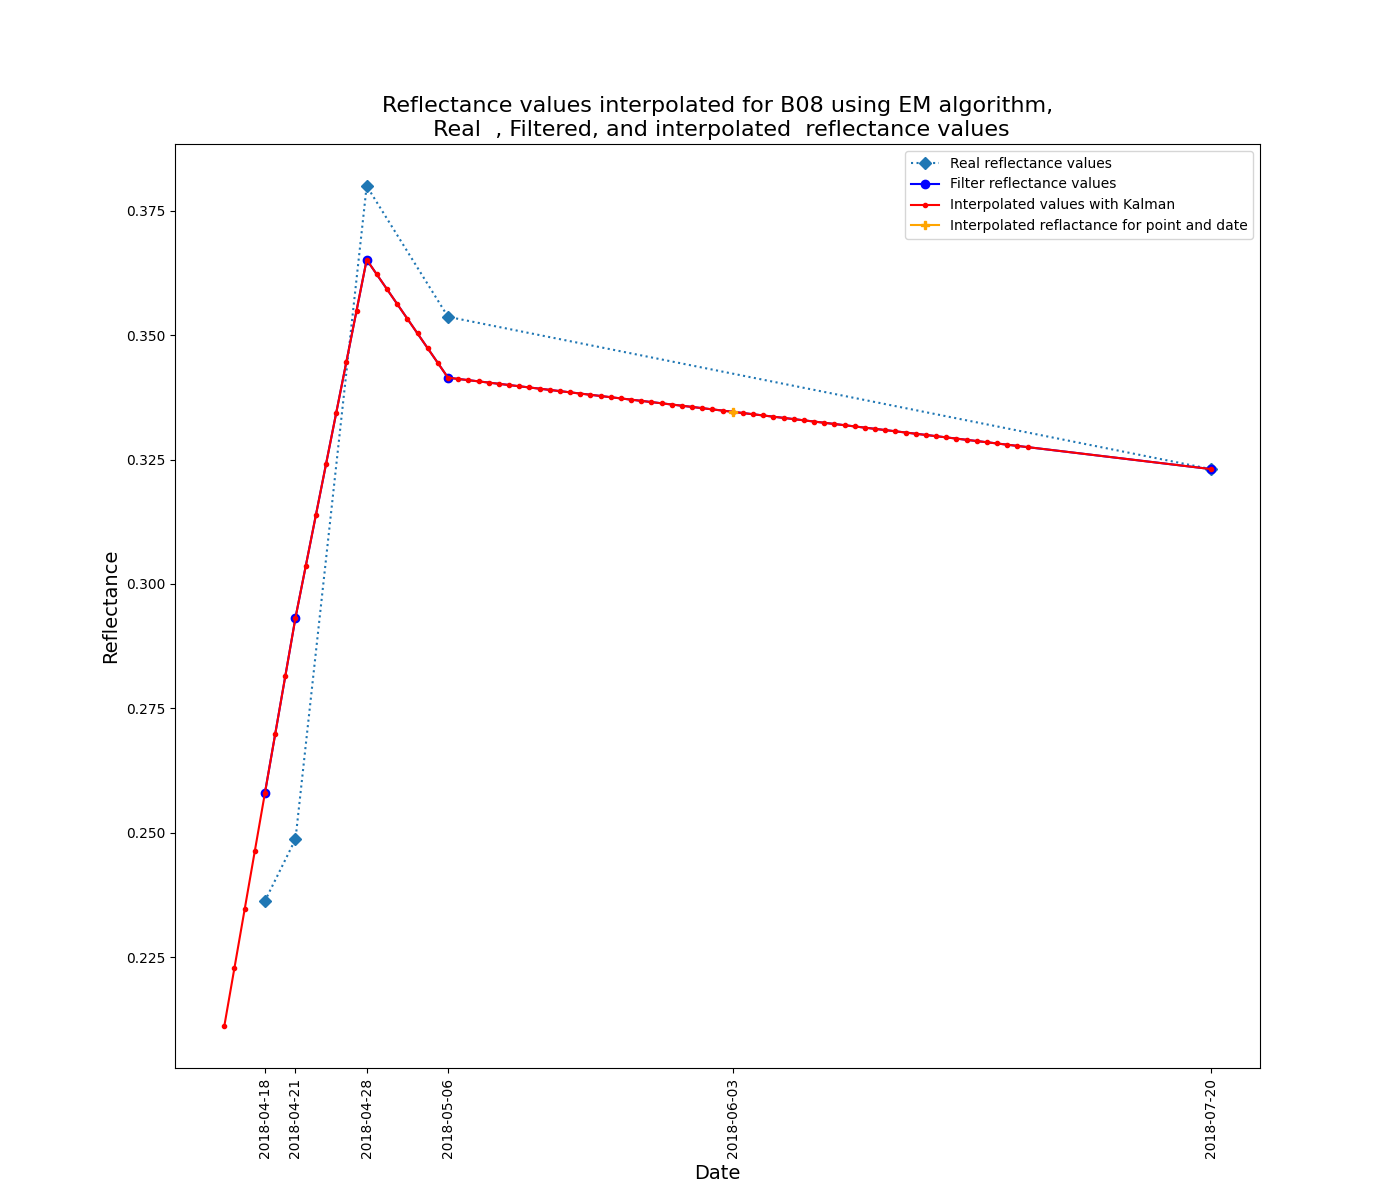 Reflectance values interpolated for B08 using EM algorithm,
Real  , Filtered, and interpolated  reflectance values
Real reflectance values
Filter reflectance values
Interpolated values with Kalman
Interpolated reflactance for point and date
Reflectance
0.375
0.350
0.325
0.300
0.275
0.250
0.225
2018-04-18
2018-04-21
2018-04-28
2018-05-06
2018-06-03
2018-07-20
Date